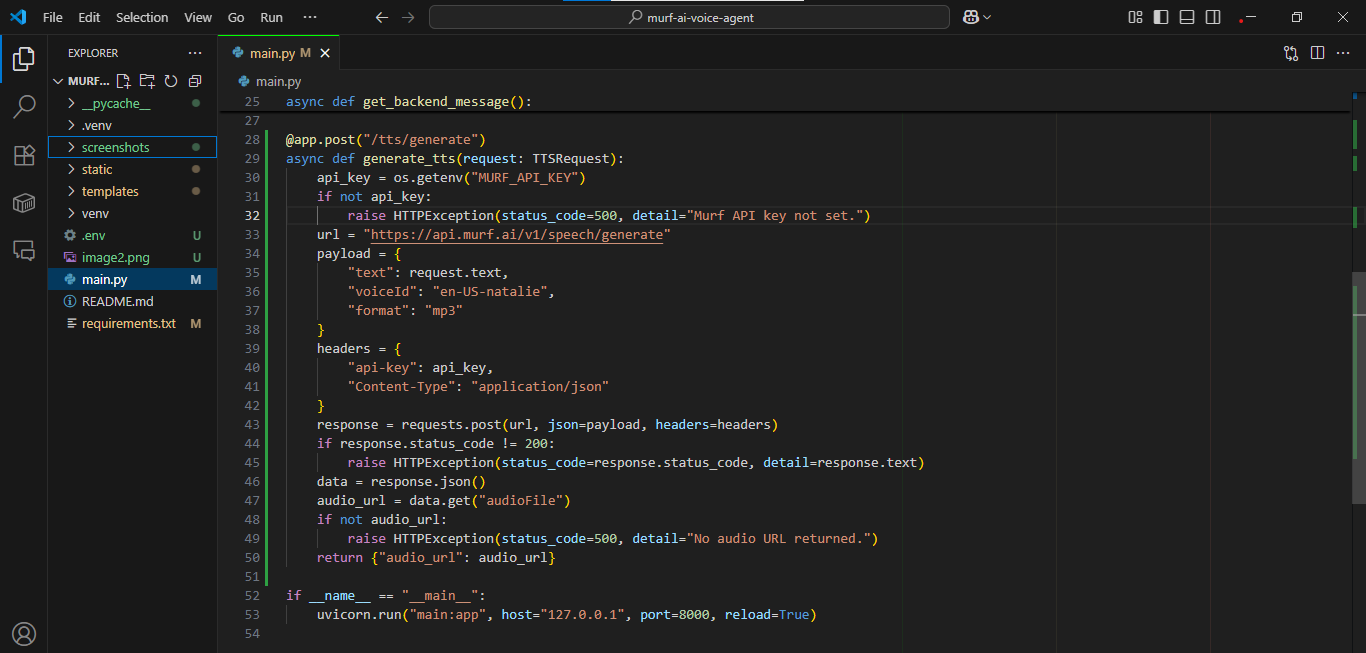 File Edit Selection View Go Run ··· murf-ai-voice-agent
EXPLORER ···
MURF...
__pycache__
.venv
screenshots
static
templates
venv
.env U
image2.png U
main.py M
README.md
requirements.txt M
main.py M
main.py
25 async def get_backend_message():
27
28 @app.post("/tts/generate")
29 async def generate_tts(request: TTSRequest):
30 api_key = os.getenv("MURF_API_KEY")
31 if not api_key:
32 raise HTTPException(status_code=500, detail="Murf API key not set.")
33 url = "https://api.murf.ai/v1/speech/generate"
34 payload = {
35 "text": request.text,
36 "voiceId": "en-US-natalie",
37 "format": "mp3"
38 }
39 headers = {
40 "api-key": api_key,
41 "Content-Type": "application/json"
42 }
43 response = requests.post(url, json=payload, headers=headers)
44 if response.status_code != 200:
45 raise HTTPException(status_code=response.status_code, detail=response.text)
46 data = response.json()
47 audio_url = data.get("audioFile")
48 if not audio_url:
49 raise HTTPException(status_code=500, detail="No audio URL returned.")
50 return {"audio_url": audio_url}
51
52 if __name__ == "__main__":
53 uvicorn.run("main:app", host="127.0.0.1", port=8000, reload=True)
54